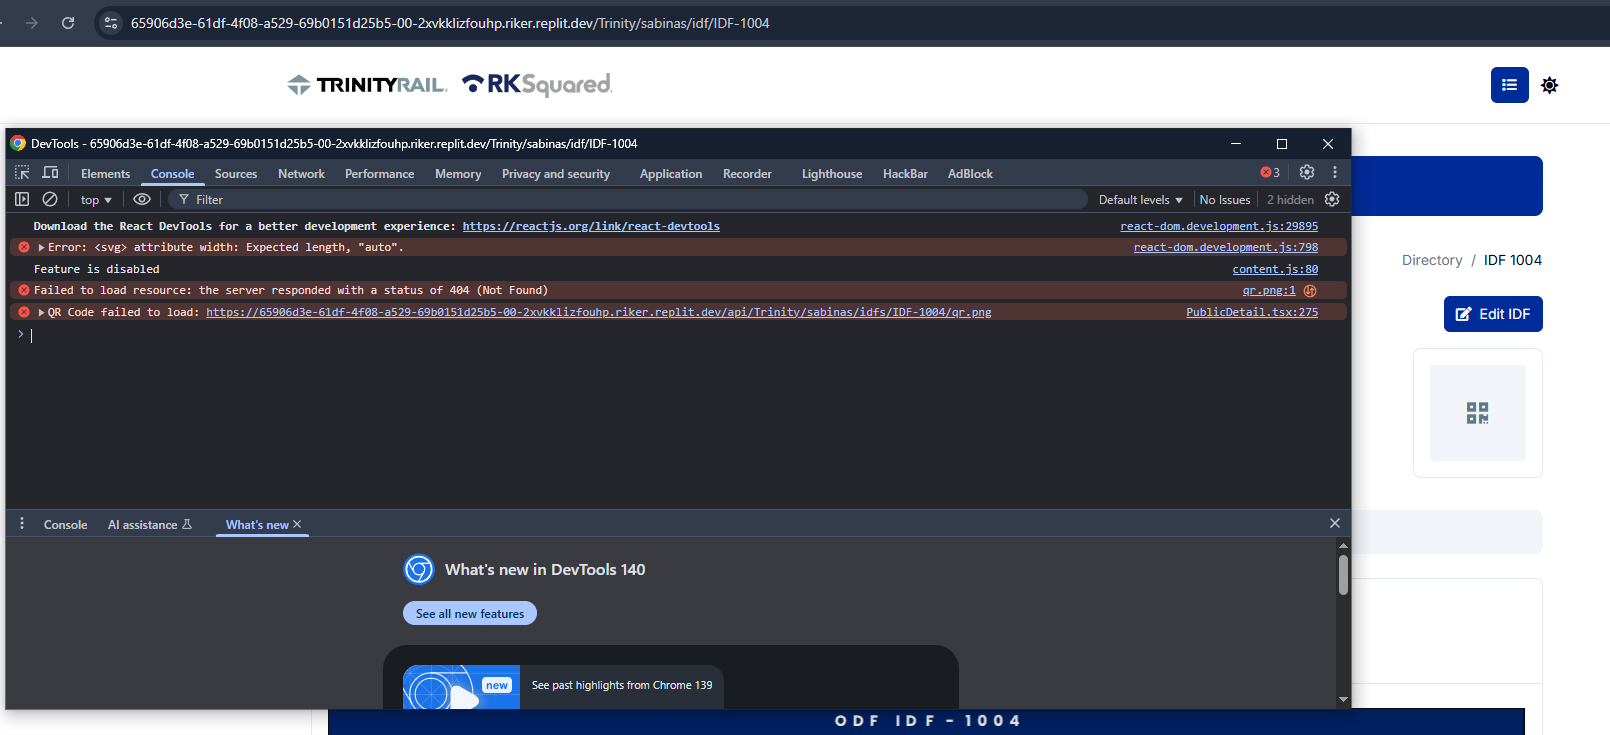 65906d3e-61df-4f08-a529-69b0151d25b5-00-2xvkklizfouhp.riker.replit.dev/Trinity/sabinas/idf/IDF-1004
TRINITYRAIL. RKSquared.
DevTools - 65906d3e-61df-4f08-a529-69b0151d25b5-00-2xvkklizfouhp.riker.replit.dev/Trinity/sabinas/idf/IDF-1004
Elements Console Sources Network Performance Memory Privacy and security Application Recorder Lighthouse HackBar AdBlock 3
top Filter Default levels No Issues 2 hidden
Download the React DevTools for a better development experience: https://reactjs.org/link/react-devtools react-dom.development.js:29895
Error: <svg> attribute width: Expected length, "auto". react-dom.development.js:798
Feature is disabled content.js:80
Failed to load resource: the server responded with a status of 404 (Not Found) qr.png:1
QR Code failed to load: https://65906d3e-61df-4f08-a529-69b0151d25b5-00-2xvkklizfouhp.riker.replit.dev/api/Trinity/sabinas/idfs/IDF-1004/qr.png PublicDetail.tsx:275
Directory / IDF 1004
Edit IDF
Console AI assistance What's new
What's new in DevTools 140
See all new features
new See past highlights from Chrome 139
ODF IDF-1004